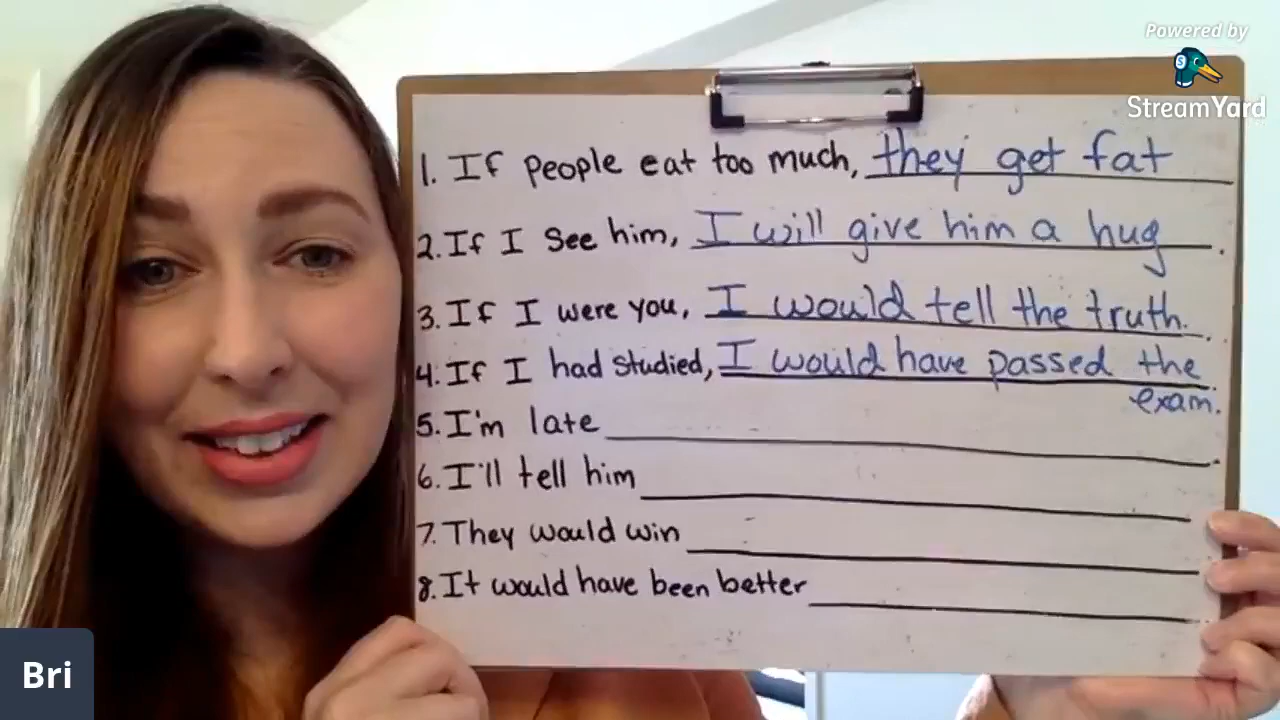 Powered by
StreamYard
1. If people eat too much, they get fat
2. If I see him, I will give him a hug.
3. If I were you, I would tell the truth.
4. If I had studied, I would have passed the
exam.
5. I'm late
6. I'll tell him
7. They would win
8. It would have been better
Bri